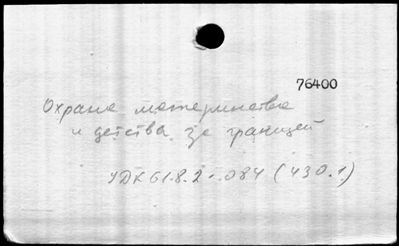 76400
Охрана материнства
и детства за границей
УДК 61.8.2-.084 (430.1)